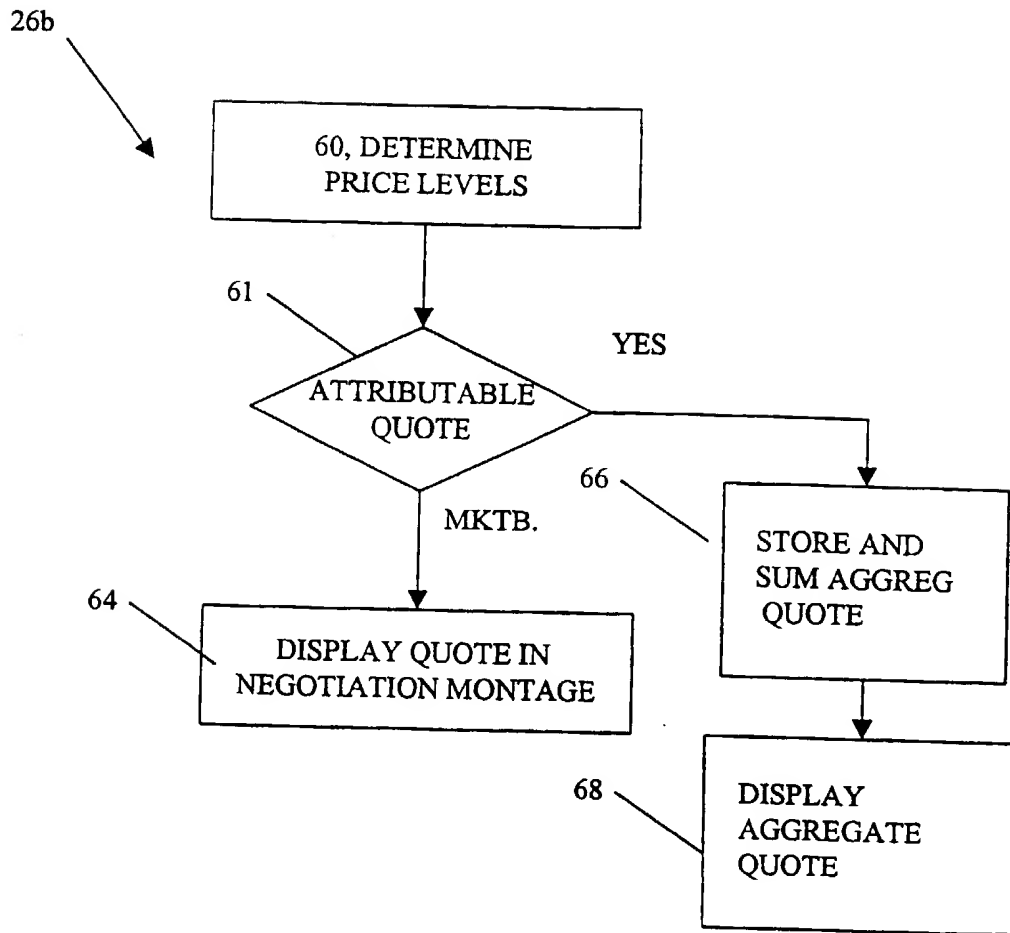 26b
60, DETERMINE
PRICE LEVELS
61
YES
ATTRIBUTABLE
QUOTE
66
MKTB.
STORE AND
SUM AGGREG
QUOTE
64
DISPLAY QUOTE IN
NEGOTIATION MONTAGE
68
DISPLAY
AGGREGATE
QUOTE